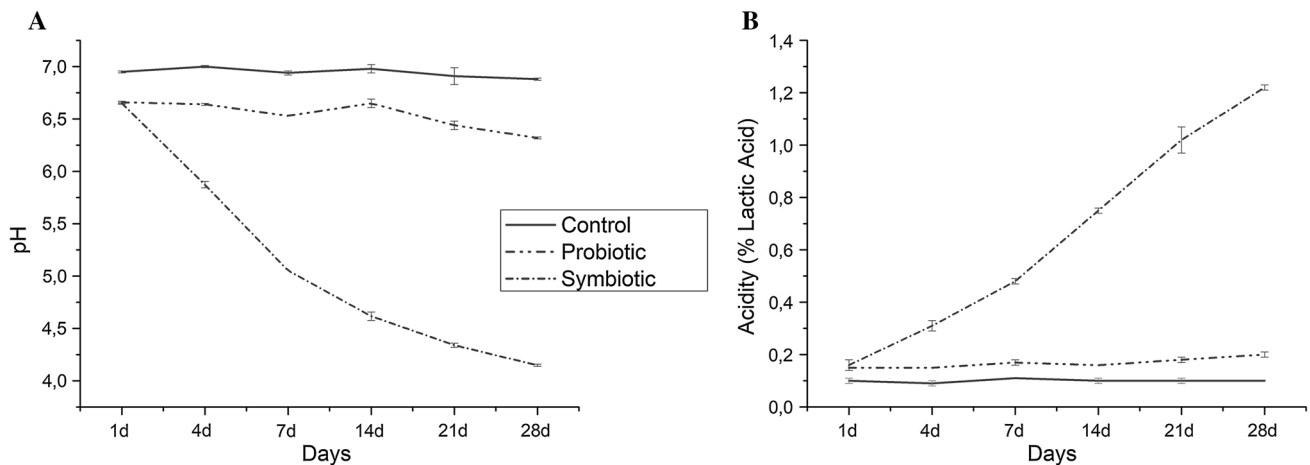 A
pH
7,0
6,5
6,0
5,5
5,0
4,5
4,0
1d 4d 7d 14d 21d 28d
Days
Control
Probiotic
Symbiotic
B
Acidity (% Lactic Acid)
1,4
1,2
1,0
0,8
0,6
0,4
0,2
0,0
1d 4d 7d 14d 21d 28d
Days